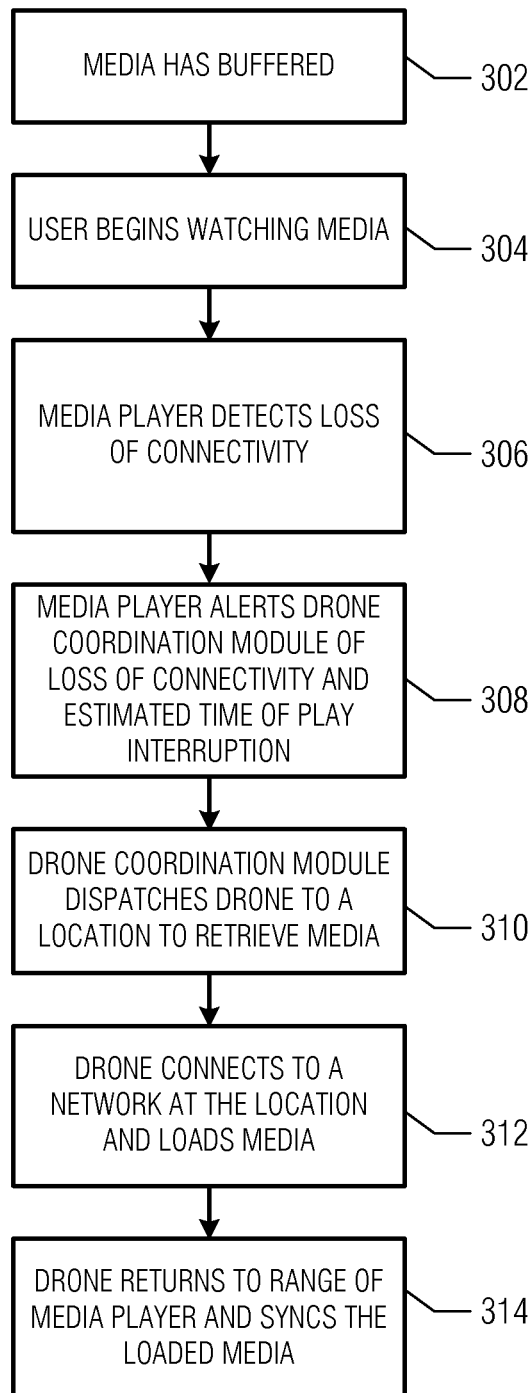 MEDIA HAS BUFFERED
302
USER BEGINS WATCHING MEDIA
304
MEDIA PLAYER DETECTS LOSS
OF CONNECTIVITY
306
MEDIA PLAYER ALERTS DRONE
COORDINATION MODULE OF
LOSS OF CONNECTIVITY AND
ESTIMATED TIME OF PLAY
INTERRUPTION
308
DRONE COORDINATION MODULE
DISPATCHES DRONE TO A
LOCATION TO RETRIEVE MEDIA
310
DRONE CONNECTS TO A
NETWORK AT THE LOCATION
AND LOADS MEDIA
312
DRONE RETURNS TO RANGE OF
MEDIA PLAYER AND SYNCS THE
LOADED MEDIA
314